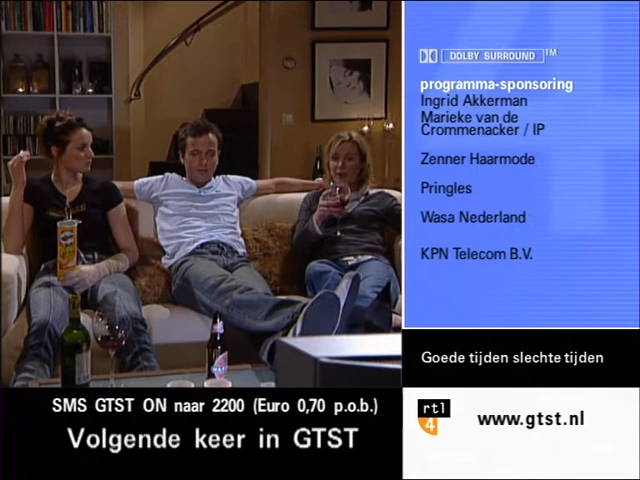 DOLBY SURROUND TM
programma-sponsoring
Ingrid Akkerman
Marieke van de
Crommenacker / IP
Zenner Haarmode
Pringles
Wasa Nederland
KPN Telecom B.V.
Goede tijden slechte tijden
SMS GTST ON naar 2200 (Euro 0,70 p.o.b.)
Volgende keer in GTST
rtl
4
www.gtst.nl